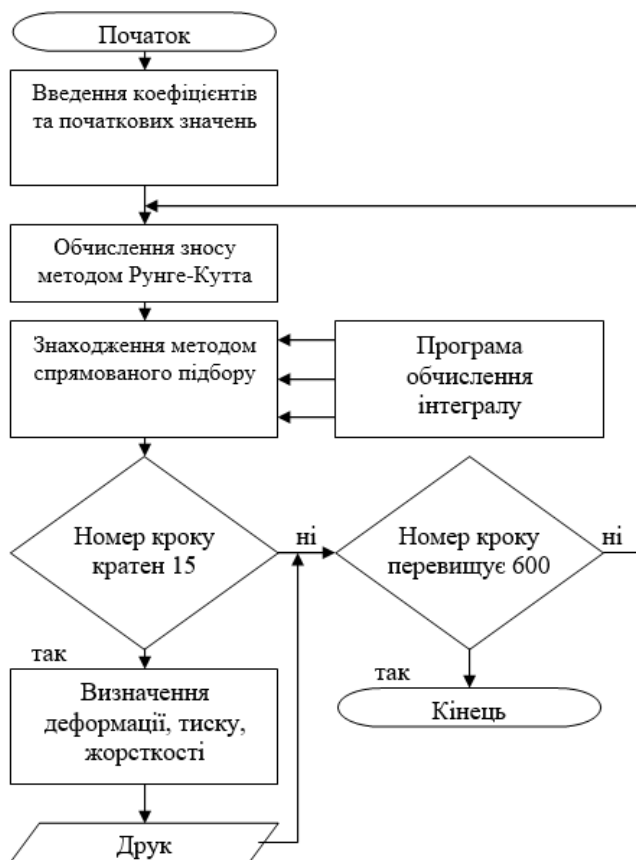 Початок
Введення коефіцієнтів
та початкових значень
Обчислення зносу
методом Рунге-Кутта
Знаходження методом
спрямованого підбору
Програма
обчислення
інтегралу
Номер кроку
кратен 15
ні
Номер кроку
перевищує 600
ні
так
Визначення
деформації, тиску,
жорсткості
так
Кінець
Друк